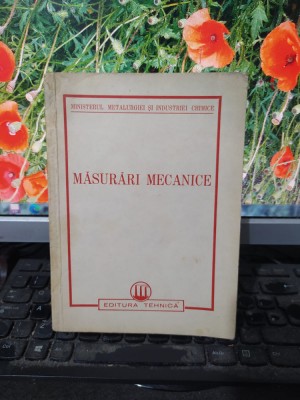 MINISTERUL METALURGIEI ȘI INDUSTRIEI CHIMICE
MĂSURĂRI MECANICE
EDITURA TEHNICĂ